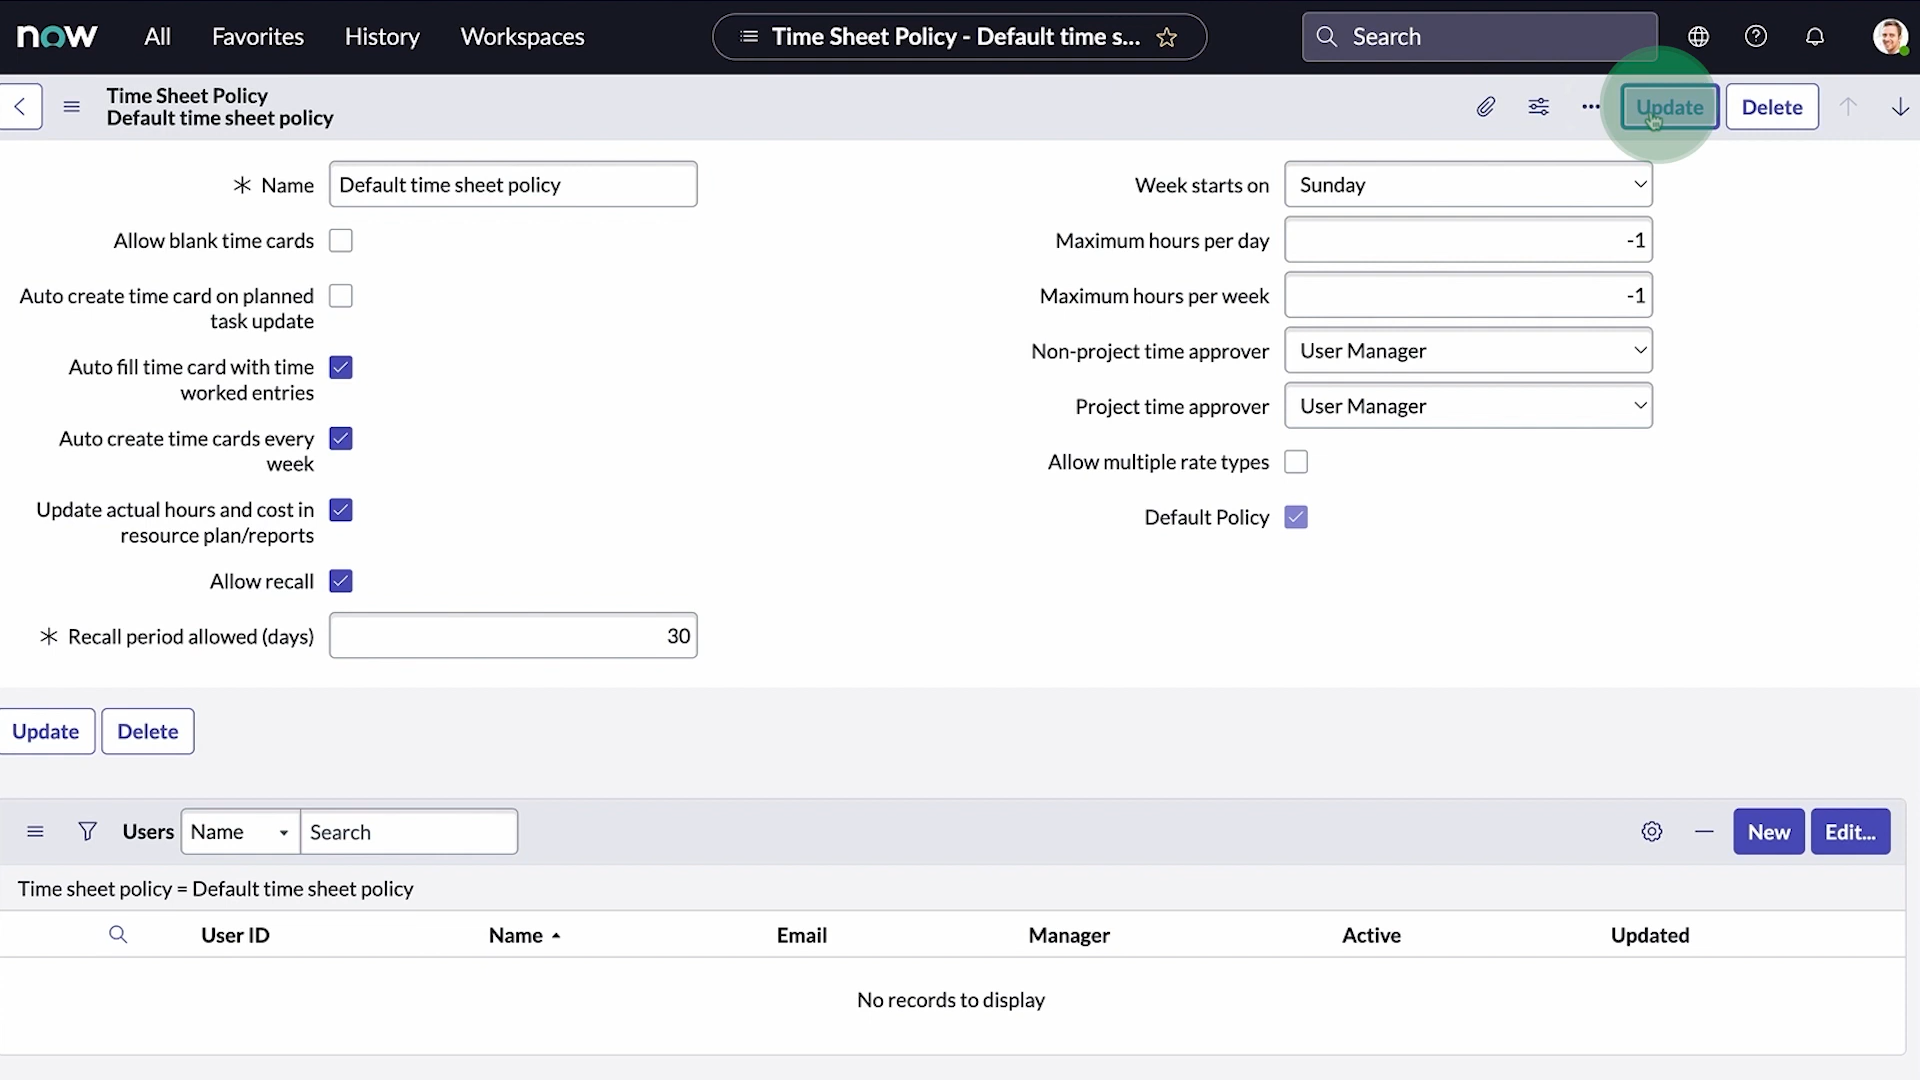 now
All
Favorites
History
Workspaces
Time Sheet Policy - Default time s...
Search
Time Sheet Policy
Default time sheet policy
Update
Delete
Name
Default time sheet policy
Allow blank time cards
Auto create time card on planned
task update
Auto fill time card with time
worked entries
Auto create time cards every
week
Update actual hours and cost in
resource plan/reports
Allow recall
Recall period allowed (days)
30
Week starts on
Sunday
Maximum hours per day
-1
Maximum hours per week
-1
Non-project time approver
User Manager
Project time approver
User Manager
Allow multiple rate types
Default Policy
Update
Delete
Users
Name
Search
New
Edit...
Time sheet policy = Default time sheet policy
User ID
Name
Email
Manager
Active
Updated
No records to display